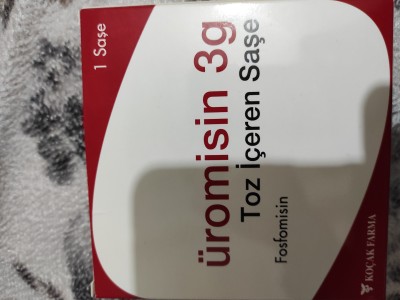 1 Saşe
üromisin 3g
Toz İçeren Saşe
Fosfomisin
KOÇAK FARMA